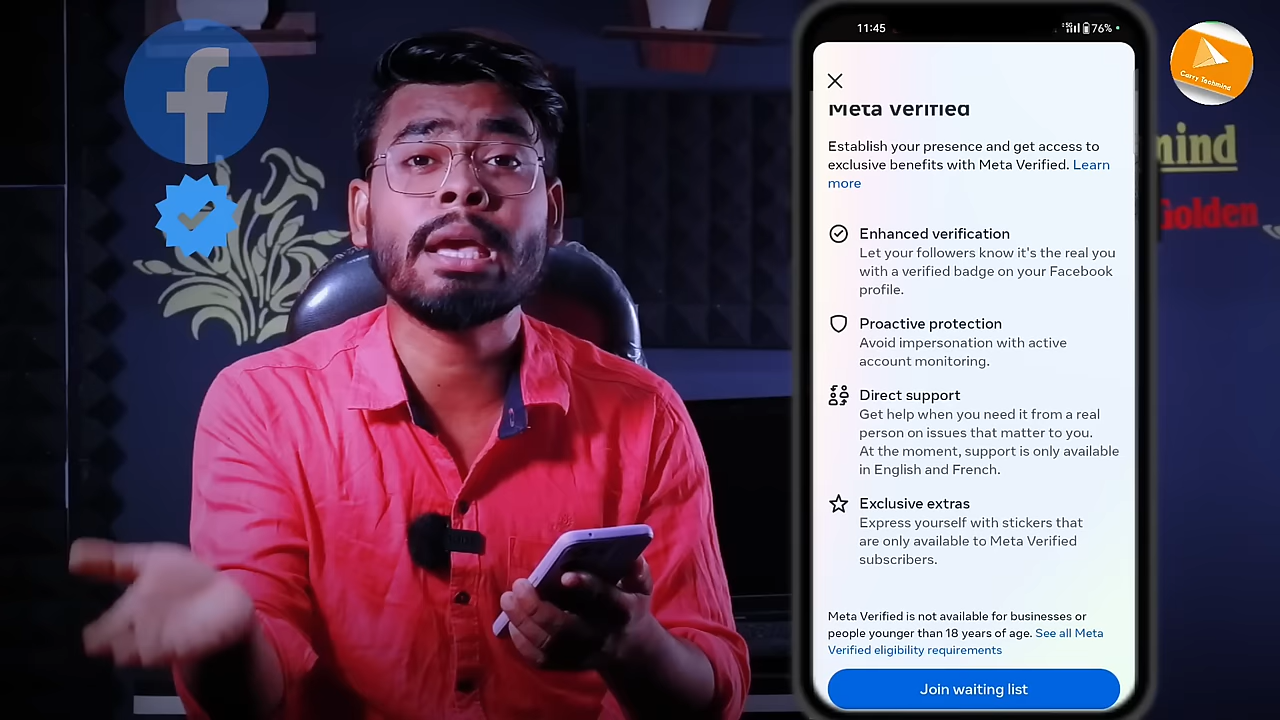 11:45
5G
76%
Carry Techmind
Meta Verified
Establish your presence and get access to
exclusive benefits with Meta Verified. Learn
more
mind
Golden
Enhanced verification
Let your followers know it's the real you
with a verified badge on your Facebook
profile.
Proactive protection
Avoid impersonation with active
account monitoring.
Direct support
Get help when you need it from a real
person on issues that matter to you.
At the moment, support is only available
in English and French.
Exclusive extras
Express yourself with stickers that
are only available to Meta Verified
subscribers.
Meta Verified is not available for businesses or
people younger than 18 years of age. See all Meta
Verified eligibility requirements
Join waiting list